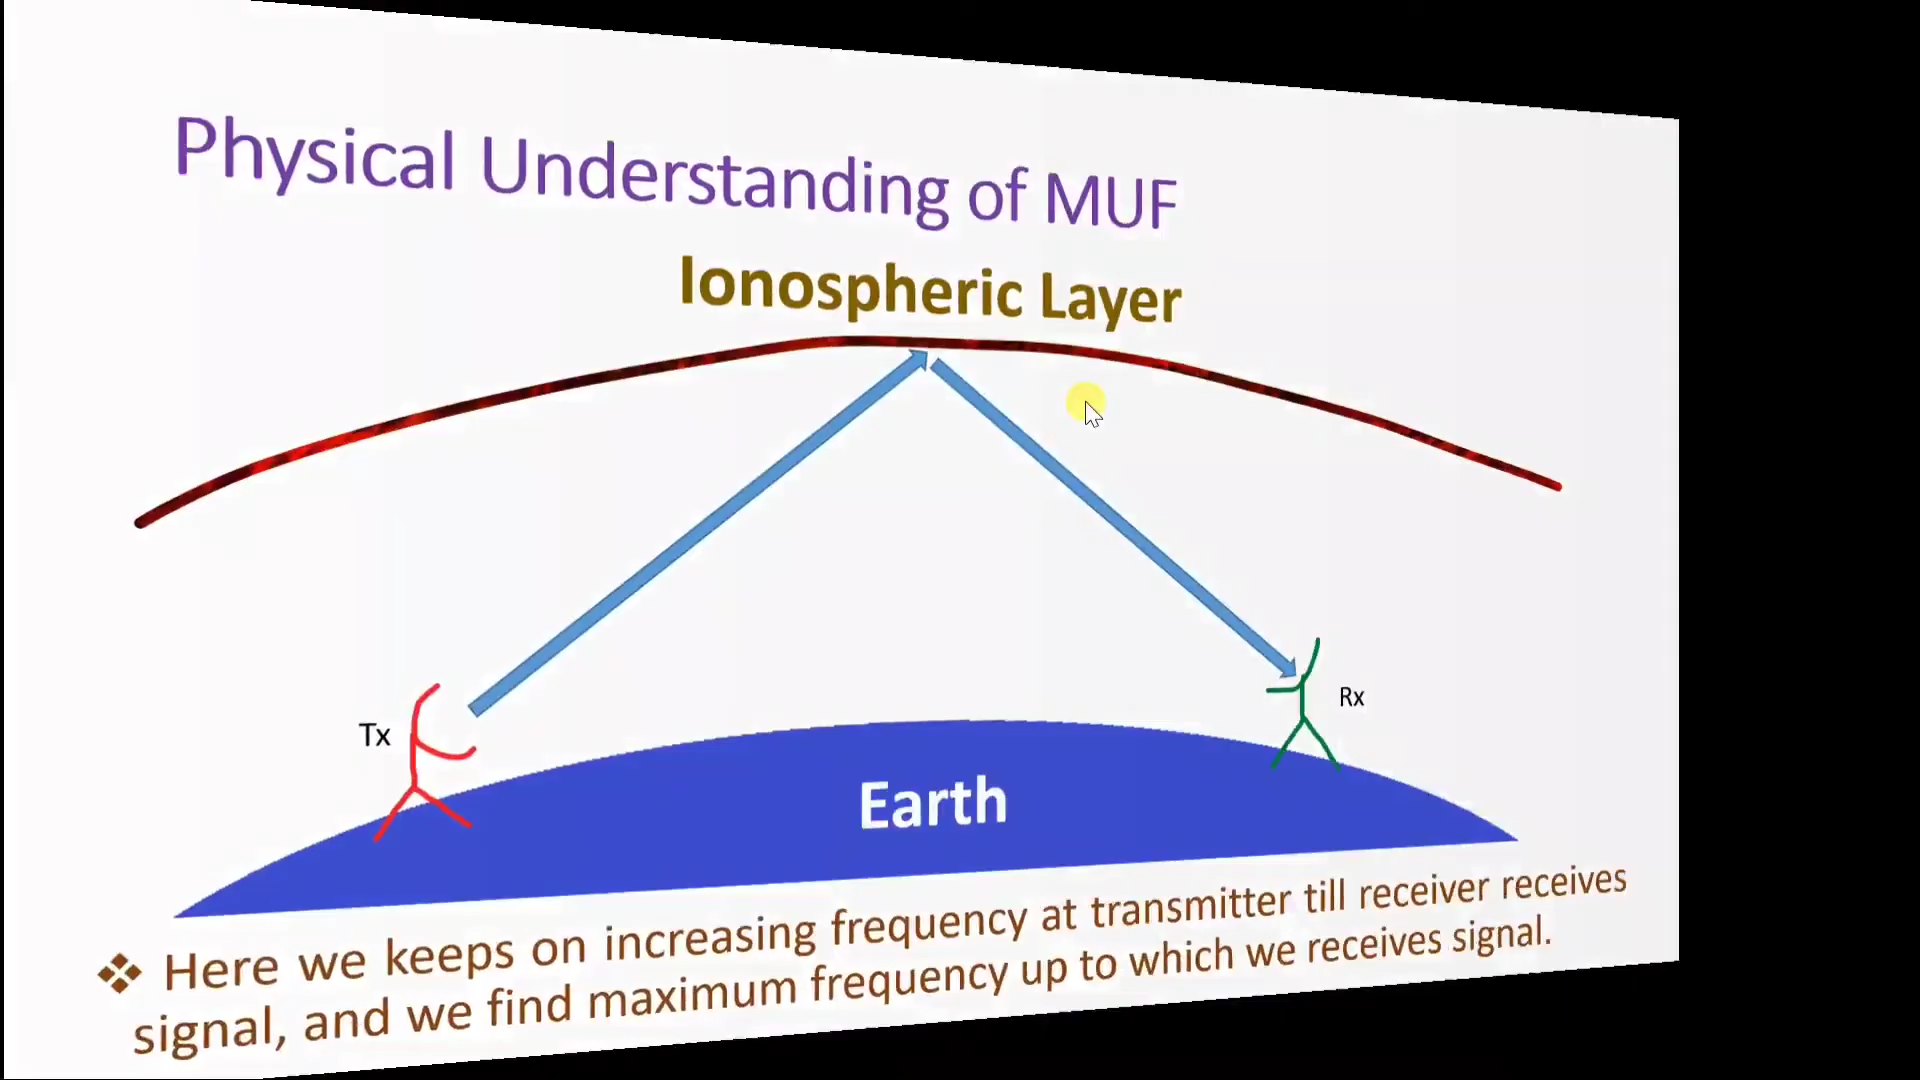 Physical Understanding of MUF
Ionospheric Layer
Tx
Rx
Earth
❖ Here we keeps on increasing frequency at transmitter till receiver receives
signal, and we find maximum frequency up to which we receives signal.